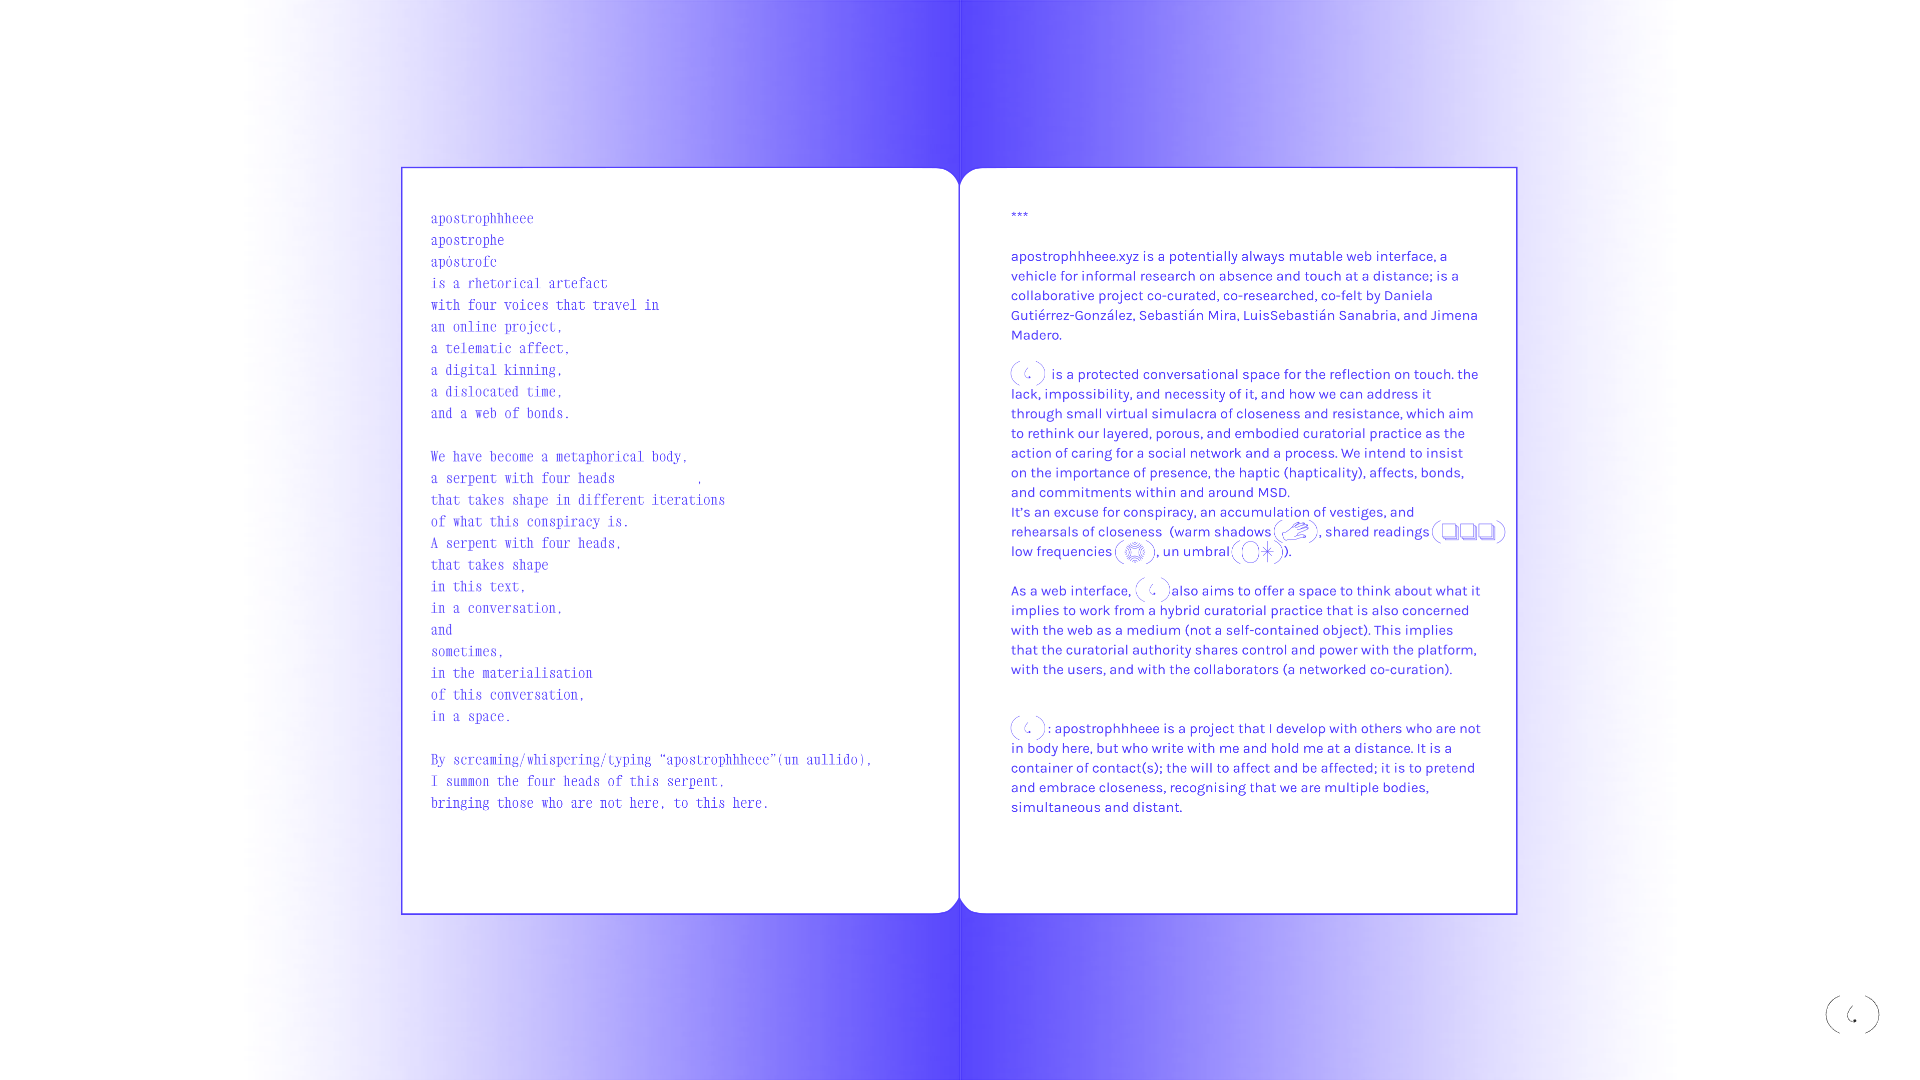 apostrophhheee
apostrophe
apóstrofe
is a rhetorical artefact
with four voices that travel in
an online project,
a telematic affect,
a digital kinning,
a dislocated time,
and a web of bonds.
We have become a metaphorical body,
a serpent with four heads ,
that takes shape in different iterations
of what this conspiracy is.
A serpent with four heads,
that takes shape
in this text,
in a conversation,
and
sometimes,
in the materialisation
of this conversation,
in a space.
By screaming/whispering/typing “apostrophhheee”(un aullido),
I summon the four heads of this serpent,
bringing those who are not here, to this here.
***
apostrophhheee.xyz is a potentially always mutable web interface, a
vehicle for informal research on absence and touch at a distance; is a
collaborative project co-curated, co-researched, co-felt by Daniela
Gutiérrez-González, Sebastián Mira, LuisSebastián Sanabria, and Jimena
Madero.
( ) is a protected conversational space for the reflection on touch. the
lack, impossibility, and necessity of it, and how we can address it
through small virtual simulacra of closeness and resistance, which aim
to rethink our layered, porous, and embodied curatorial practice as the
action of caring for a social network and a process. We intend to insist
on the importance of presence, the haptic (hapticality), affects, bonds,
and commitments within and around MSD.
It’s an excuse for conspiracy, an accumulation of vestiges, and
rehearsals of closeness (warm shadows ( ), shared readings ( )
low frequencies ( ), un umbral ( )).
As a web interface, ( ) also aims to offer a space to think about what it
implies to work from a hybrid curatorial practice that is also concerned
with the web as a medium (not a self-contained object). This implies
that the curatorial authority shares control and power with the platform,
with the users, and with the collaborators (a networked co-curation).
( ) : apostrophhheee is a project that I develop with others who are not
in body here, but who write with me and hold me at a distance. It is a
container of contact(s); the will to affect and be affected; it is to pretend
and embrace closeness, recognising that we are multiple bodies,
simultaneous and distant.